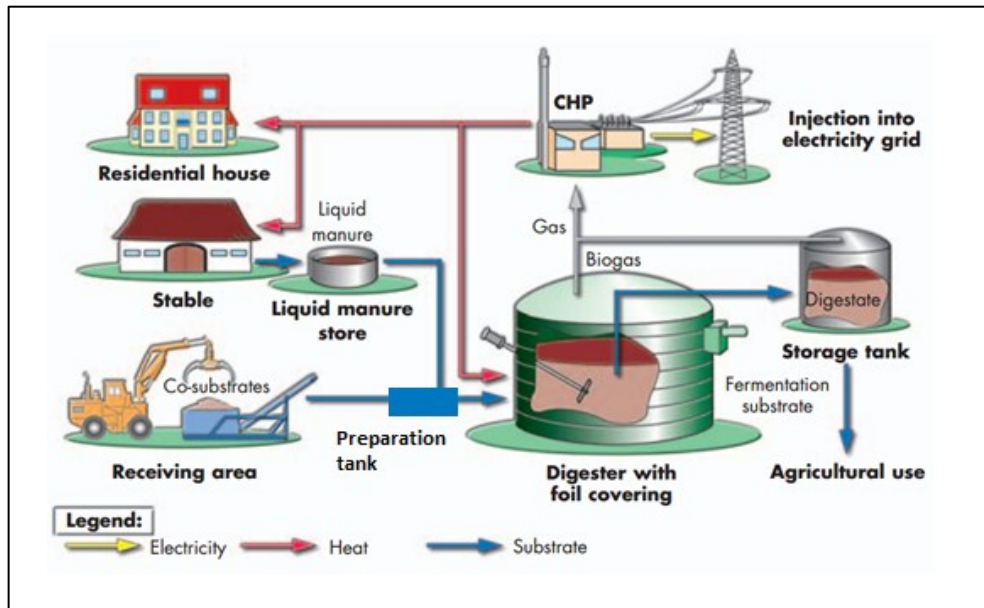 CHP
Injection into
electricity grid
Residential house
Liquid
manure
Gas
Biogas
Stable
Liquid manure
store
Digestate
Storage tank
Co-substrates
Fermentation
substrate
Preparation
tank
Receiving area
Digester with
foil covering
Agricultural use
Legend:
Electricity
Heat
Substrate